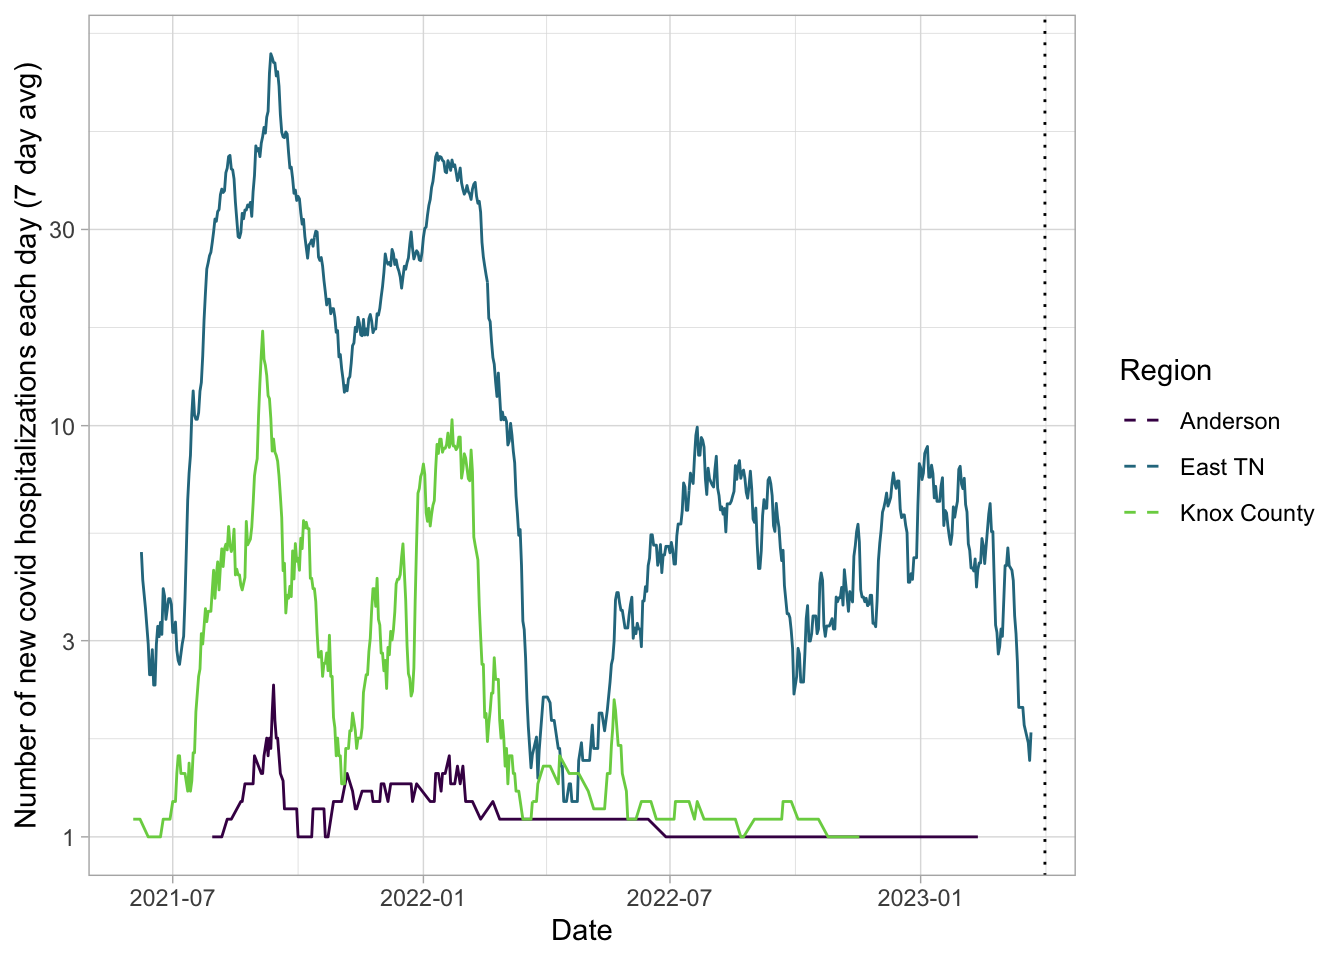 Number of new covid hospitalizations each day (7 day avg)
30
10
3
1
2021-07
2022-01
2022-07
2023-01
Date
Region
Anderson
East TN
Knox County